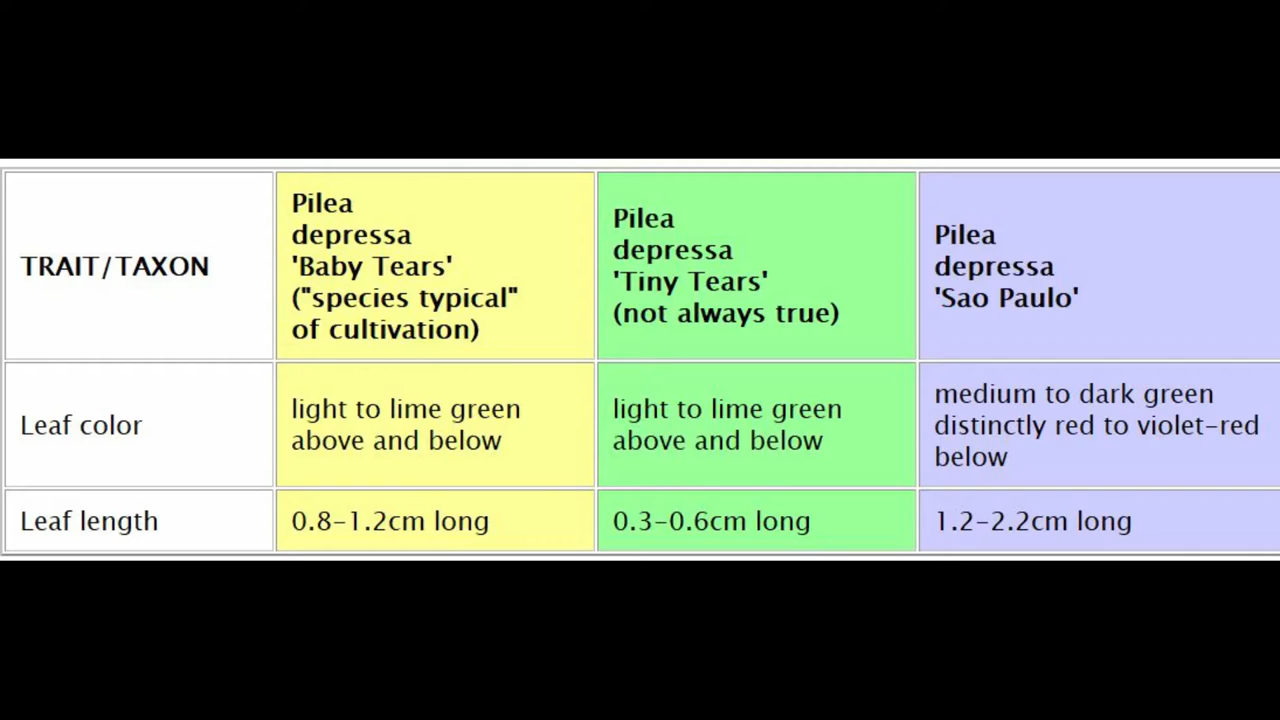 TRAIT/TAXON
Pilea
depressa
'Baby Tears'
("species typical"
of cultivation)
Pilea
depressa
'Tiny Tears'
(not always true)
Pilea
depressa
'Sao Paulo'
Leaf color
light to lime green
above and below
light to lime green
above and below
medium to dark green
distinctly red to violet-red
below
Leaf length
0.8-1.2cm long
0.3-0.6cm long
1.2-2.2cm long